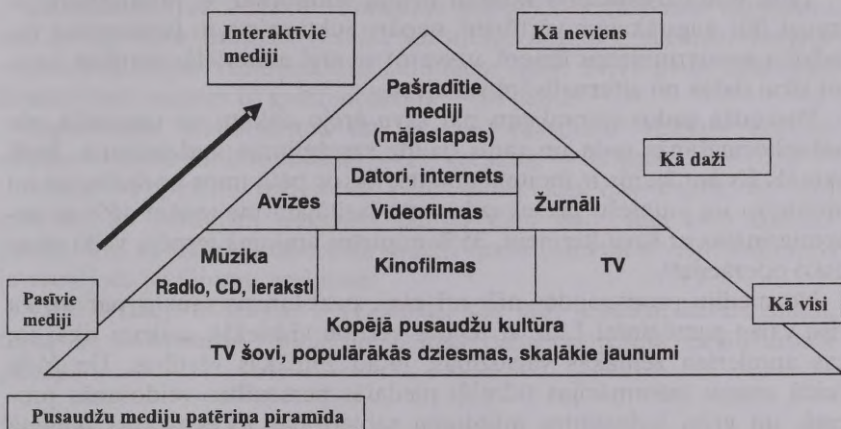 Interaktīvie
mediji
Kā neviens
Pašradītie
mediji
(mājaslapas)
Kā daži
Datori, internets
Avīzes
Videofilmas
Žurnāli
Mūzika
Radio, CD, ieraksti
Kinofilmas
TV
Pasīvie
mediji
Kā visi
Kopējā pusaudžu kultūra
TV šovi, populārākās dziesmas, skaļākie jaunumi
Pusaudžu mediju patēriņa piramīda